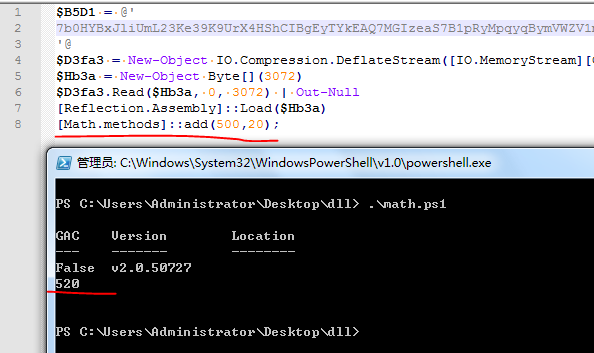 1 $B5D1 = @'
2
3 '@
4 $D3fa3 = New-Object IO.Compression.DeflateStream([IO.MemoryStream][
5 $Hb3a = New-Object Byte[](3072)
6 $D3fa3.Read($Hb3a, 0, 3072) | Out-Null
7 [Reflection.Assembly]::Load($Hb3a)
8 [Math.methods]::add(500,20);
管理员: C:\Windows\System32\WindowsPowerShell\v1.0\powershell.exe
PS C:\Users\Administrator\Desktop\dll> .\math.ps1
GAC Version Location
--- ------- --------
False v2.0.50727
520
PS C:\Users\Administrator\Desktop\dll>